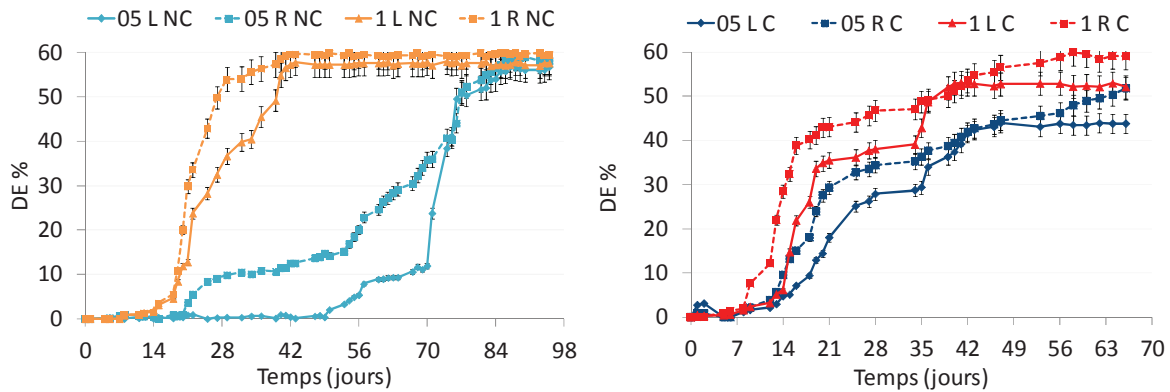 05 L NC 05 R NC 1 L NC 1 R NC
60
50
40
30
20
10
0
DE %
0 14 28 42 56 70 84 98
Temps (jours)
05 L C 05 R C 1 L C 1 R C
60
50
40
30
20
10
0
DE %
0 7 14 21 28 35 42 49 56 63 70
Temps (jours)